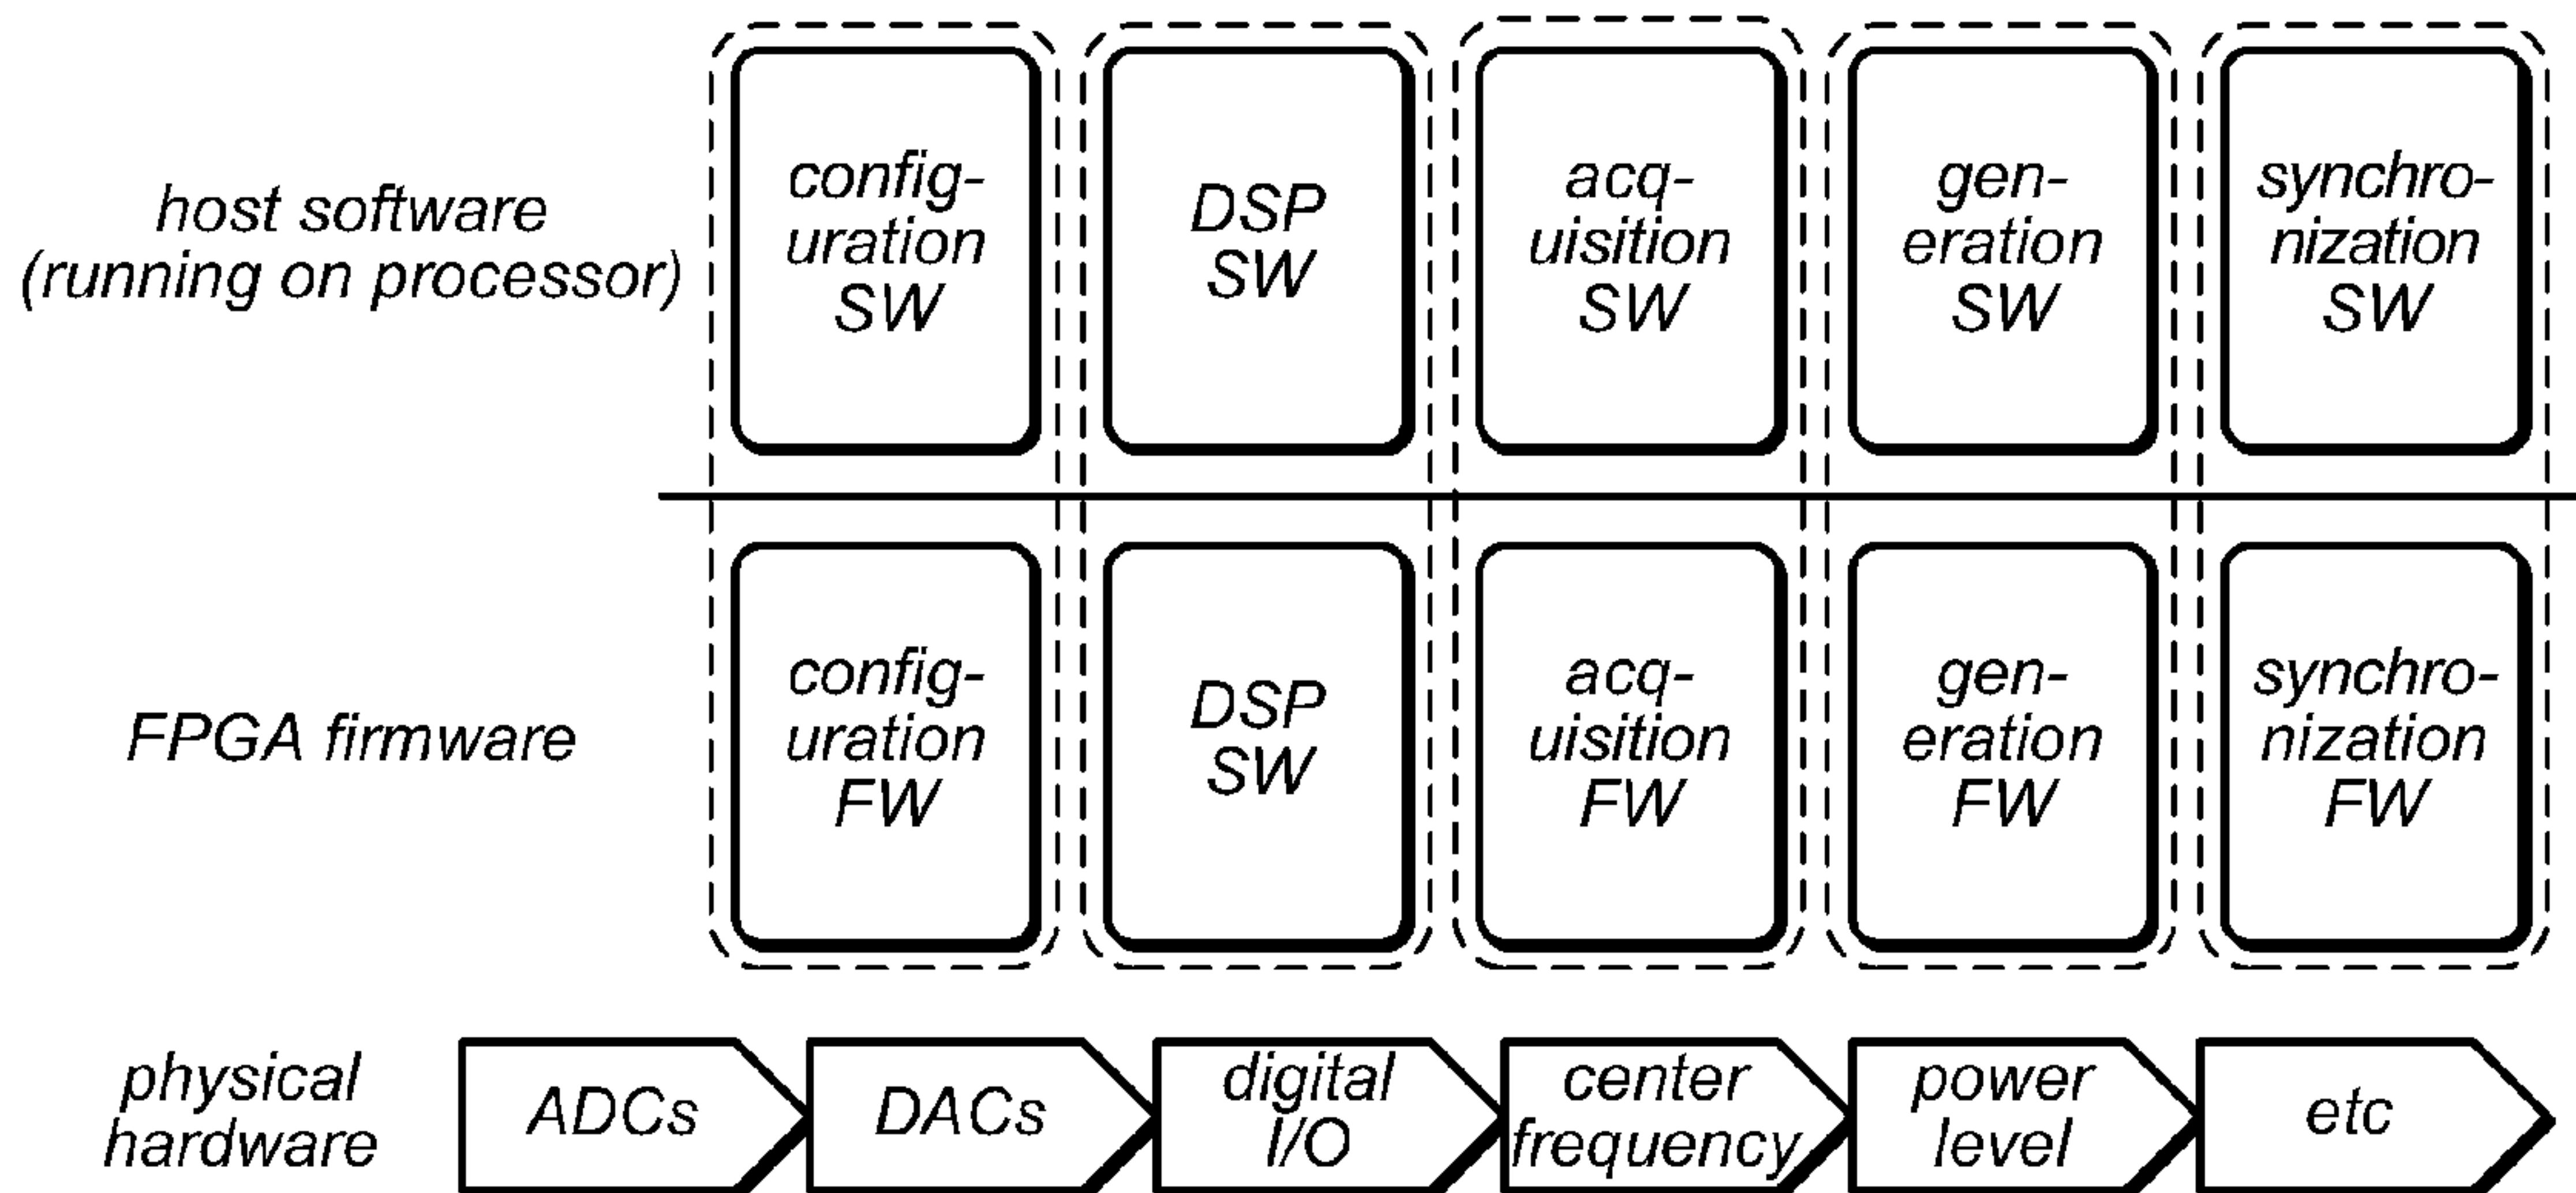 host software
(running on processor)
config-
uration
SW
DSP
SW
acq-
uisition
SW
gen-
eration
SW
synchro-
nization
SW
FPGA firmware
config-
uration
FW
DSP
SW
acq-
uisition
FW
gen-
eration
FW
synchro-
nization
FW
physical
hardware
ADCs
DACs
digital
I/O
center
frequency
power
level
etc